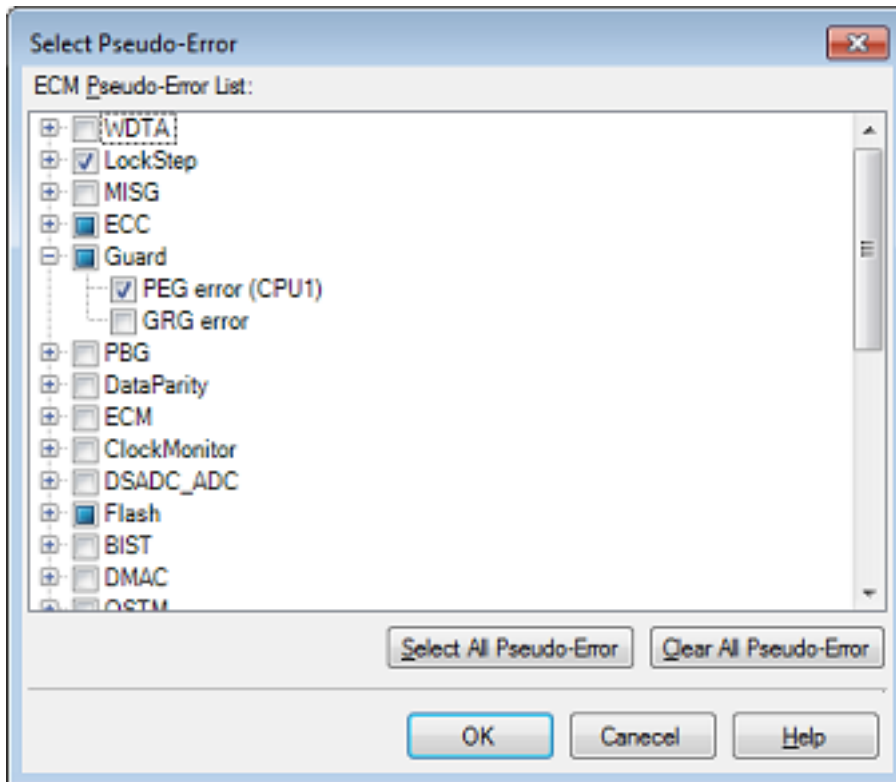 Select Pseudo-Error
ECM Pseudo-Error List:
WDTA
LockStep
MISG
ECC
Guard
PEG error (CPU1)
GRG error
PBG
DataParity
ECM
ClockMonitor
DSADC_ADC
Flash
BIST
DMAC
Select All Pseudo-Error
Clear All Pseudo-Error
OK
Canecel
Help